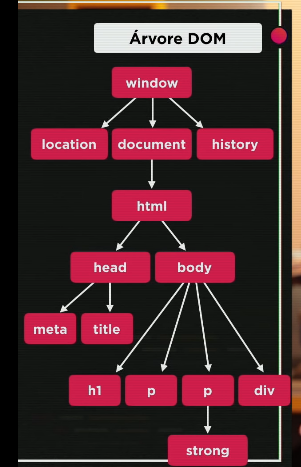 Árvore DOM
window
location document history
html
head body
meta title
h1 p p div
strong